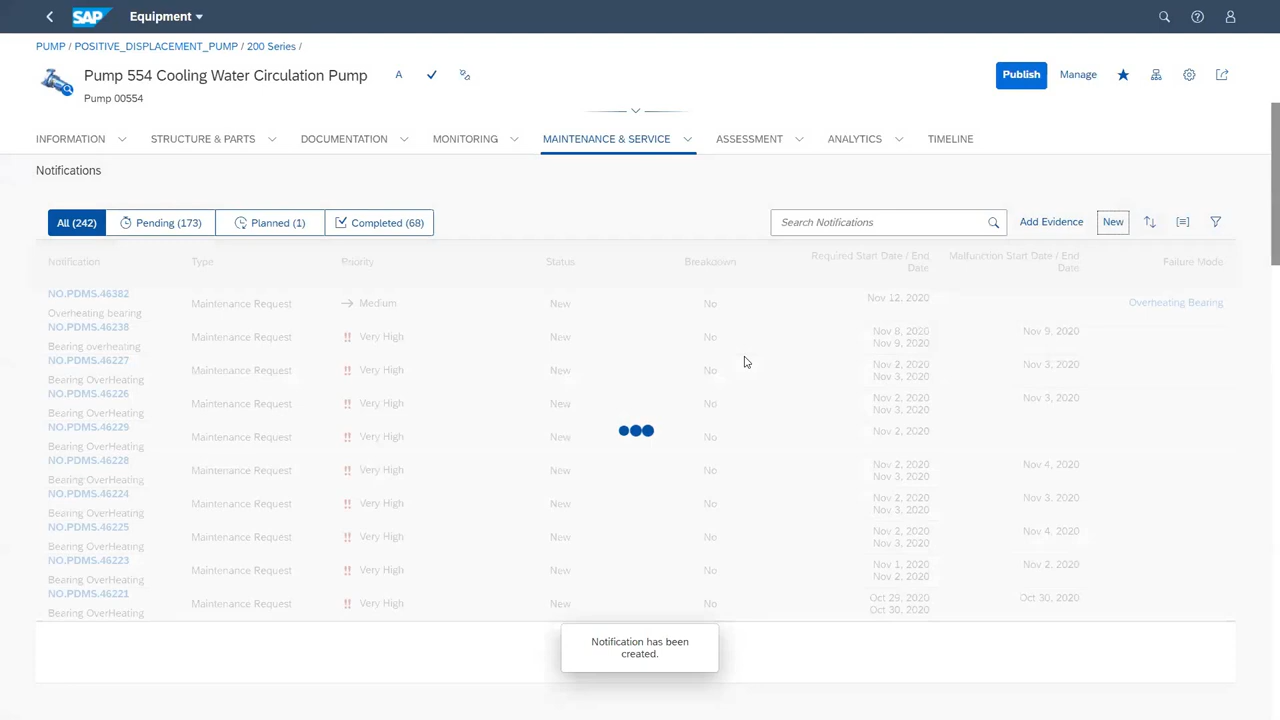 SAP Equipment
PUMP / POSITIVE_DISPLACEMENT_PUMP / 200 Series /
Pump 554 Cooling Water Circulation Pump A
Publish Manage
Pump 00554
INFORMATION STRUCTURE & PARTS DOCUMENTATION MONITORING MAINTENANCE & SERVICE ASSESSMENT ANALYTICS TIMELINE
Notifications
All (242) Pending (173) Planned (1) Completed (68) Search Notifications Add Evidence New
Notification Type Priority Status Breakdown Required Start Date / End Date Malfunction Start Date / End Date Failure Mode
NO.PDMS.46382 Maintenance Request Medium New No Nov 12, 2020 Overheating Bearing
Overheating bearing
NO.PDMS.46238 Maintenance Request Very High New No Nov 8, 2020 Nov 9, 2020
Bearing overheating Nov 9, 2020
NO.PDMS.46227 Maintenance Request Very High New No Nov 2, 2020 Nov 3, 2020
Bearing OverHeating Nov 3, 2020
NO.PDMS.46226 Maintenance Request Very High New No Nov 2, 2020 Nov 3, 2020
Bearing OverHeating Nov 3, 2020
NO.PDMS.46229 Maintenance Request Very High New No Nov 2, 2020
Bearing OverHeating
NO.PDMS.46228 Maintenance Request Very High New No Nov 2, 2020 Nov 4, 2020
Bearing OverHeating Nov 3, 2020
NO.PDMS.46224 Maintenance Request Very High New No Nov 2, 2020 Nov 3, 2020
Bearing OverHeating Nov 3, 2020
NO.PDMS.46225 Maintenance Request Very High New No Nov 2, 2020 Nov 4, 2020
Bearing OverHeating Nov 3, 2020
NO.PDMS.46223 Maintenance Request Very High New No Nov 1, 2020 Nov 2, 2020
Bearing OverHeating Nov 2, 2020
NO.PDMS.46221 Maintenance Request Very High New No Oct 29, 2020 Oct 30, 2020
Bearing OverHeating Oct 30, 2020
Notification has been
created.